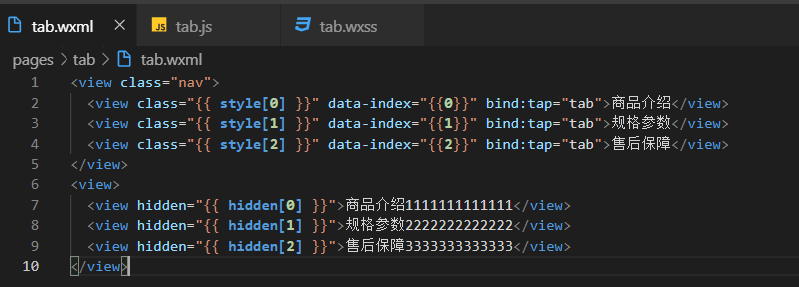 tab.wxml × JS tab.js tab.wxss
pages > tab > tab.wxml
1 <view class="nav">
2 <view class="{{ style[0] }}" data-index="{{0}}" bind:tap="tab">商品介绍</view>
3 <view class="{{ style[1] }}" data-index="{{1}}" bind:tap="tab">规格参数</view>
4 <view class="{{ style[2] }}" data-index="{{2}}" bind:tap="tab">售后保障</view>
5 </view>
6 <view>
7 <view hidden="{{ hidden[0] }}">商品介绍1111111111111</view>
8 <view hidden="{{ hidden[1] }}">规格参数2222222222222</view>
9 <view hidden="{{ hidden[2] }}">售后保障3333333333333</view>
10 </view>